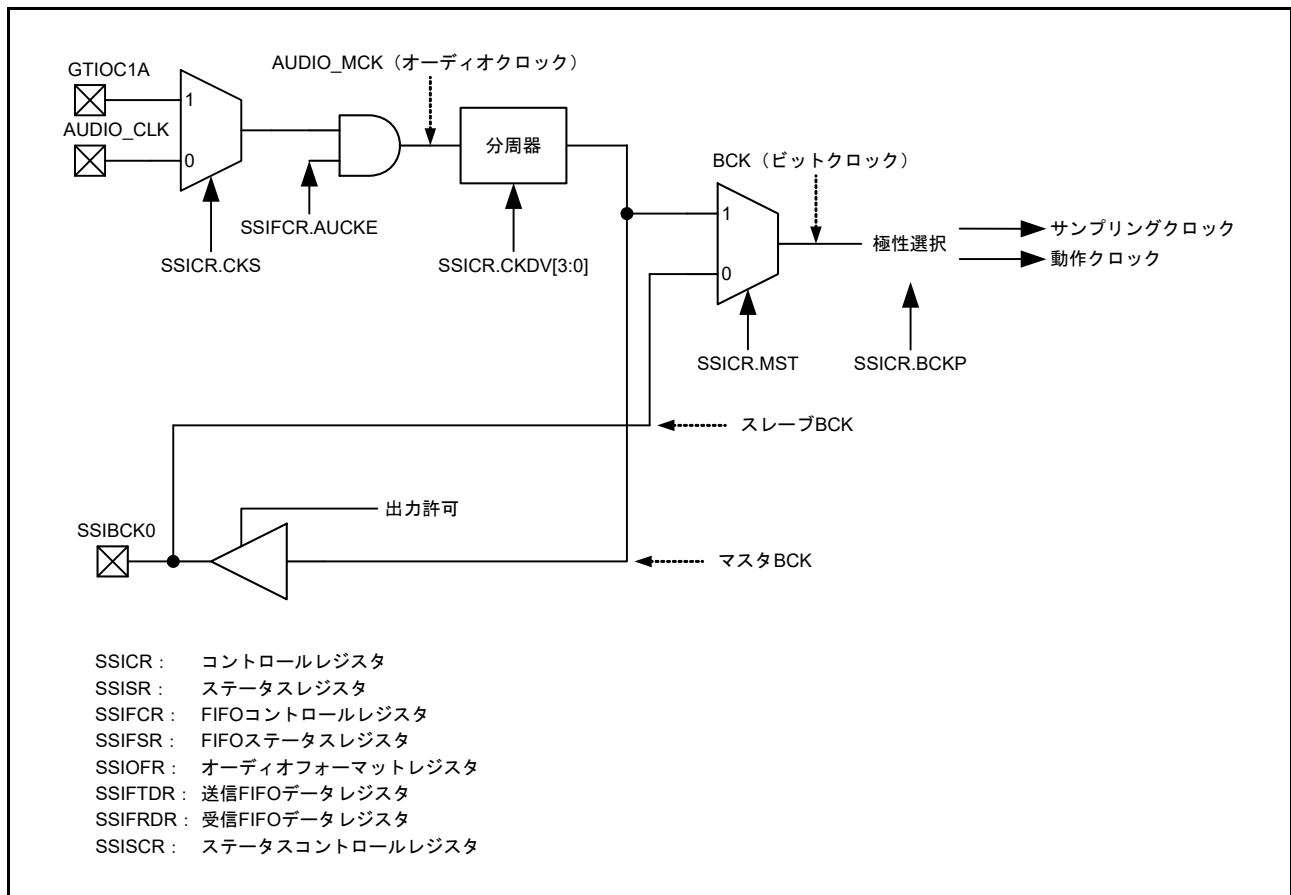 GTIOC1A
AUDIO_CLK
1
0
SSICR.CKS
SSIFCR.AUCKE
AUDIO_MCK（オーディオクロック）
分周器
SSICR.CKDV[3:0]
BCK（ビットクロック）
1
0
SSICR.MST
極性選択
SSICR.BCKP
サンプリングクロック
動作クロック
スレーブBCK
出力許可
SSIBCK0
マスタBCK
SSICR： コントロールレジスタ
SSISR： ステータスレジスタ
SSIFCR： FIFOコントロールレジスタ
SSIFSR： FIFOステータスレジスタ
SSIOFR： オーディオフォーマットレジスタ
SSIFTDR： 送信FIFOデータレジスタ
SSIFRDR： 受信FIFOデータレジスタ
SSISCR： ステータスコントロールレジスタ